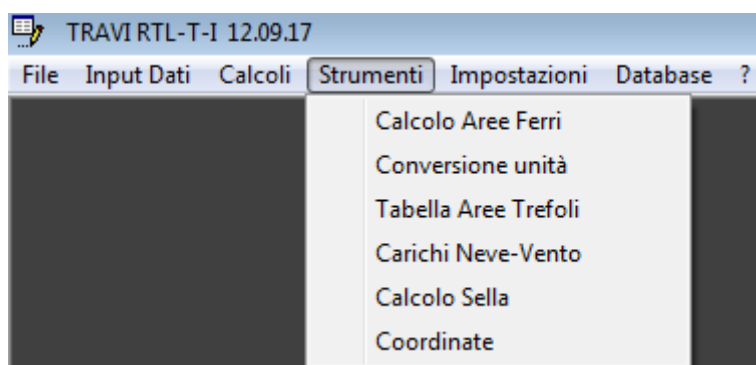 TRAVI RTL-T-I 12.09.17
File Input Dati Calcoli Strumenti Impostazioni Database ?
Calcolo Aree Ferri
Conversione unità
Tabella Aree Trefoli
Carichi Neve-Vento
Calcolo Sella
Coordinate